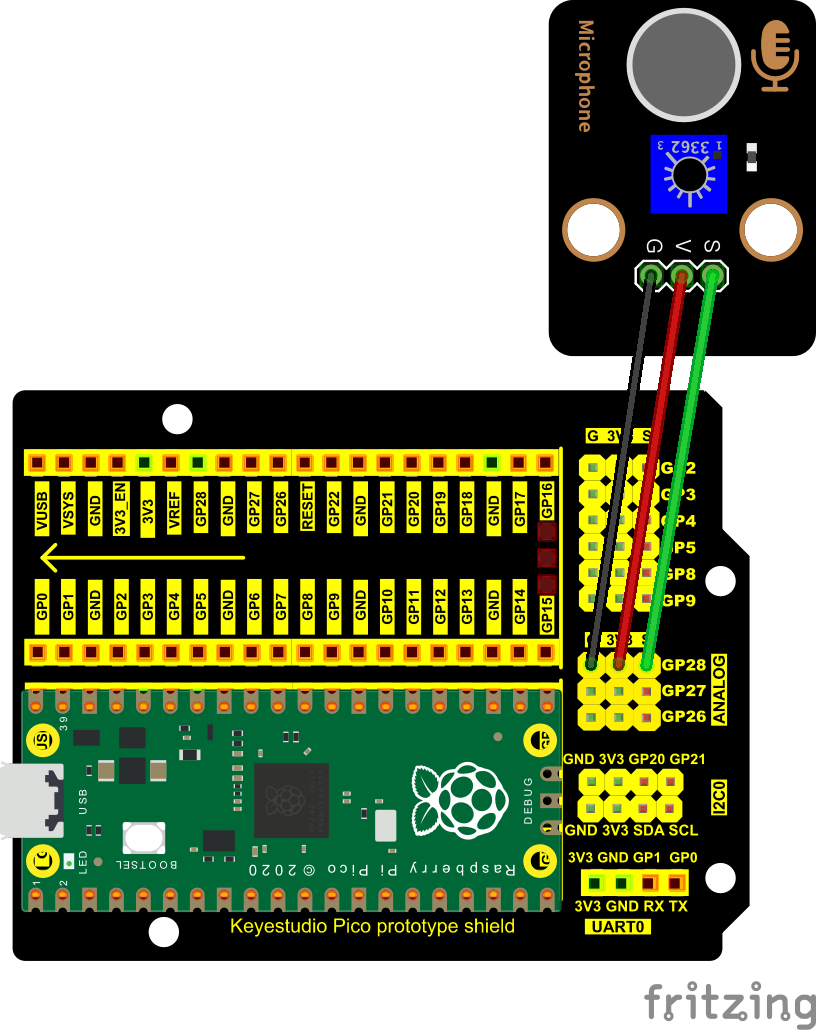 Microphone
3 3362 1
G V S
G 3V3 S
GP2
GP3
GP4
GP5
GP8
GP9
VUSB VSYS GND 3V3_EN 3V3 VREF GP28 GND GP27 GP26 RESET GP22 GND GP21 GP20 GP19 GP18 GND GP17 GP16
GP0 GP1 GND GP2 GP3 GP4 GP5 GND GP6 GP7 GP8 GP9 GND GP10 GP11 GP12 GP13 GND GP14 GP15
3V3 S
GP28
GP27
GP26
ANALOG
GND 3V3 GP20 GP21
I2C0
GND 3V3 SDA SCL
3V3 GND GP1 GP0
3V3 GND RX TX
UART0
39
USB
DEBUG
BOOTSEL
LED
1 2
Raspberry Pi Pico © 2020
Keyestudio Pico prototype shield
fritzing